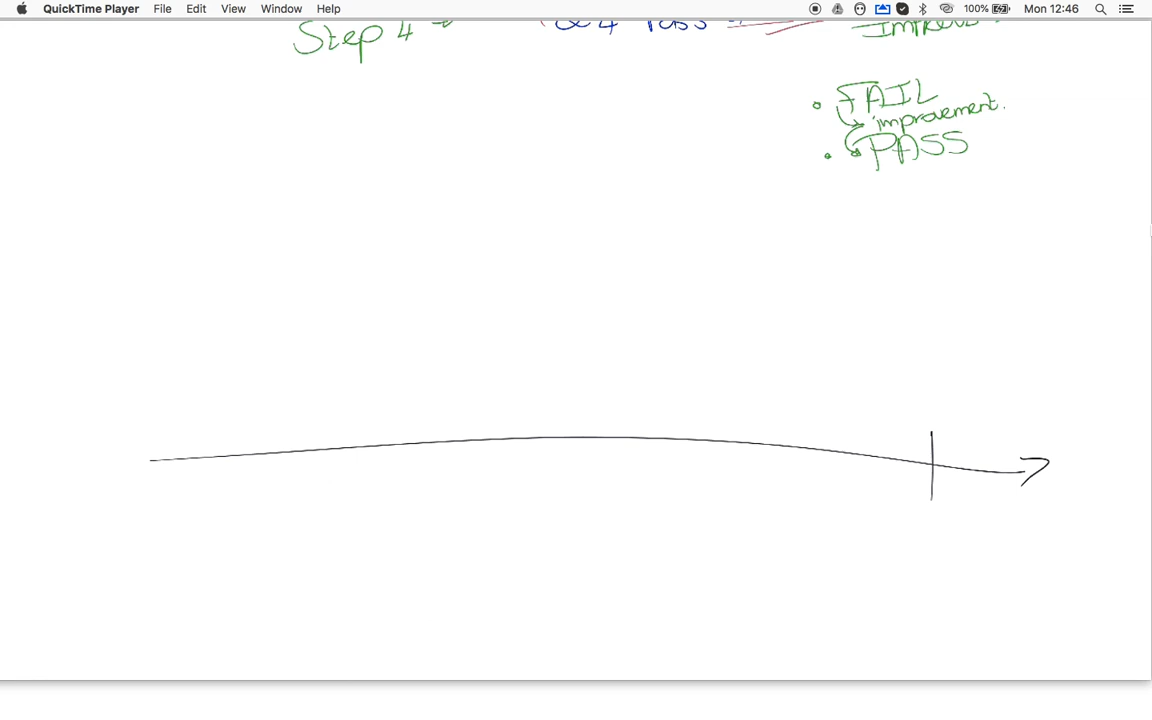 QuickTime Player File Edit View Window Help 100% Mon 12:46
Step 4
FAIL
improvement.
PASS